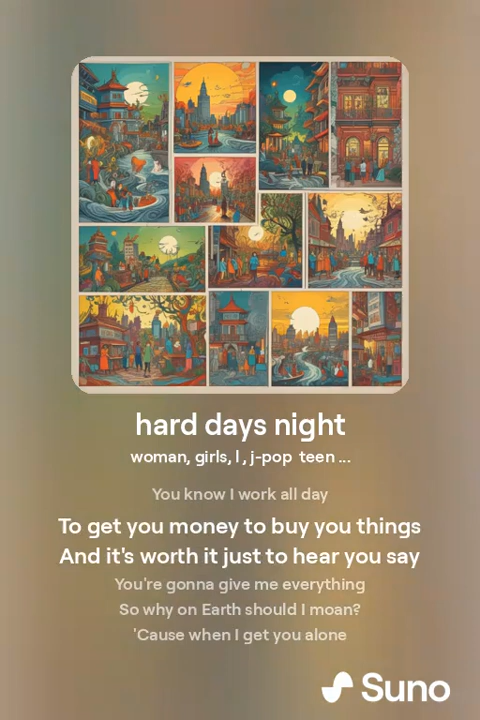 hard days night
woman, girls, l , j-pop  teen ...
You know I work all day
To get you money to buy you things
And it's worth it just to hear you say
You're gonna give me everything
So why on Earth should I moan?
'Cause when I get you alone
Suno